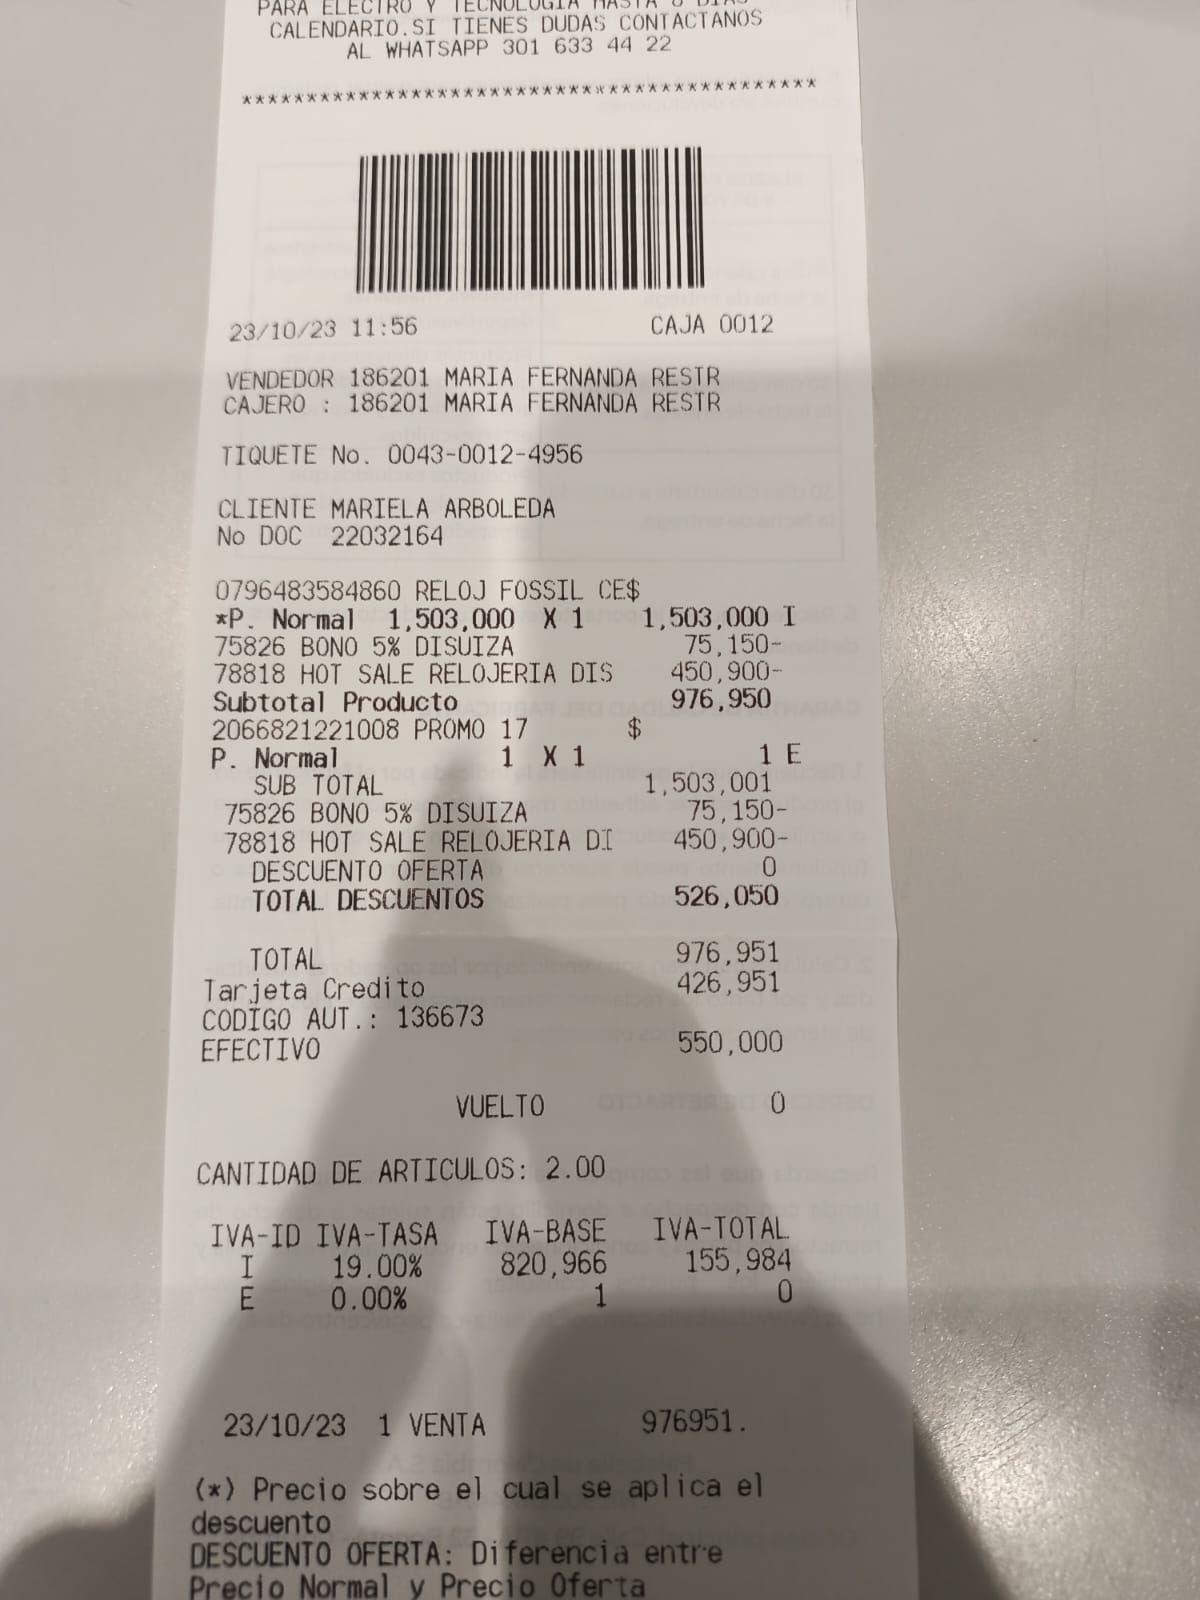 PARA ELECTRO Y TECNOLOGIA HASTA 8 DIAS
CALENDARIO.SI TIENES DUDAS CONTACTANOS
AL WHATSAPP 301 633 44 22
********************************************
23/10/23 11:56 CAJA 0012
VENDEDOR 186201 MARIA FERNANDA RESTR
CAJERO : 186201 MARIA FERNANDA RESTR
TIQUETE No. 0043-0012-4956
CLIENTE MARIELA ARBOLEDA
No DOC 22032164
0796483584860 RELOJ FOSSIL CE$
*P. Normal 1,503,000 X 1 1,503,000 I
75826 BONO 5% DISUIZA 75,150-
78818 HOT SALE RELOJERIA DIS 450,900-
Subtotal Producto 976,950
2066821221008 PROMO 17 $
P. Normal 1 X 1 1 E
SUB TOTAL 1,503,001
75826 BONO 5% DISUIZA 75,150-
78818 HOT SALE RELOJERIA DI 450,900-
DESCUENTO OFERTA 0
TOTAL DESCUENTOS 526,050
TOTAL 976,951
Tarjeta Credito 426,951
CODIGO AUT.: 136673
EFECTIVO 550,000
VUELTO 0
CANTIDAD DE ARTICULOS: 2.00
IVA-ID IVA-TASA IVA-BASE IVA-TOTAL
I 19.00% 820,966 155,984
E 0.00% 1 0
23/10/23 1 VENTA 976951.
(*) Precio sobre el cual se aplica el
descuento
DESCUENTO OFERTA: Diferencia entre
Precio Normal y Precio Oferta